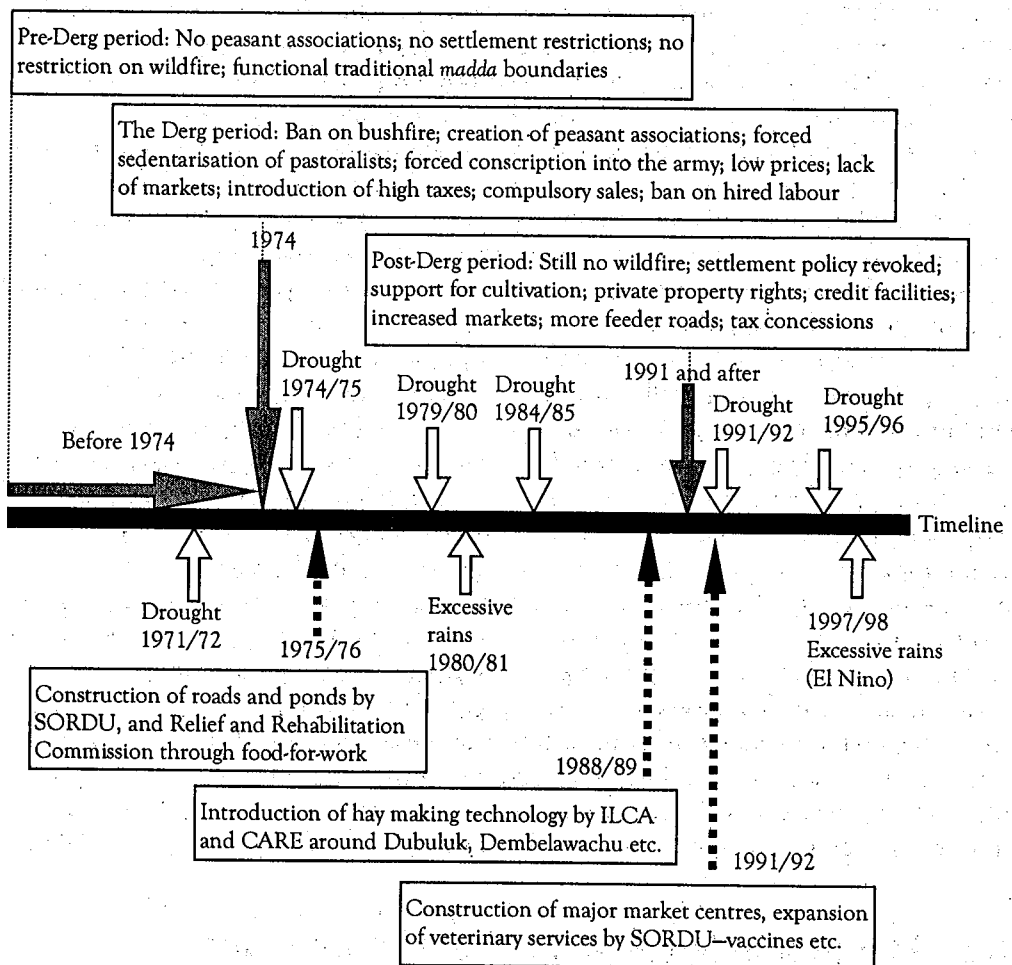 Pre-Derg period: No peasant associations; no settlement restrictions; no
restriction on wildfire; functional traditional madda boundaries
The Derg period: Ban on bushfire; creation of peasant associations; forced
sedentarisation of pastoralists; forced conscription into the army; low prices; lack
of markets; introduction of high taxes; compulsory sales; ban on hired labour
1974
Post-Derg period: Still no wildfire; settlement policy revoked;
support for cultivation; private property rights; credit facilities;
increased markets; more feeder roads; tax concessions
Before 1974
Drought
1974/75
Drought
1979/80
Drought
1984/85
1991 and after
Drought
1991/92
Drought
1995/96
Timeline
Drought
1971/72
1975/76
Excessive
rains
1980/81
1997/98
Excessive rains
(El Nino)
Construction of roads and ponds by
SORDU, and Relief and Rehabilitation
Commission through food-for-work
1988/89
Introduction of hay making technology by ILCA
and CARE around Dubuluk, Dembelawachu etc.
1991/92
Construction of major market centres, expansion
of veterinary services by SORDU–vaccines etc.